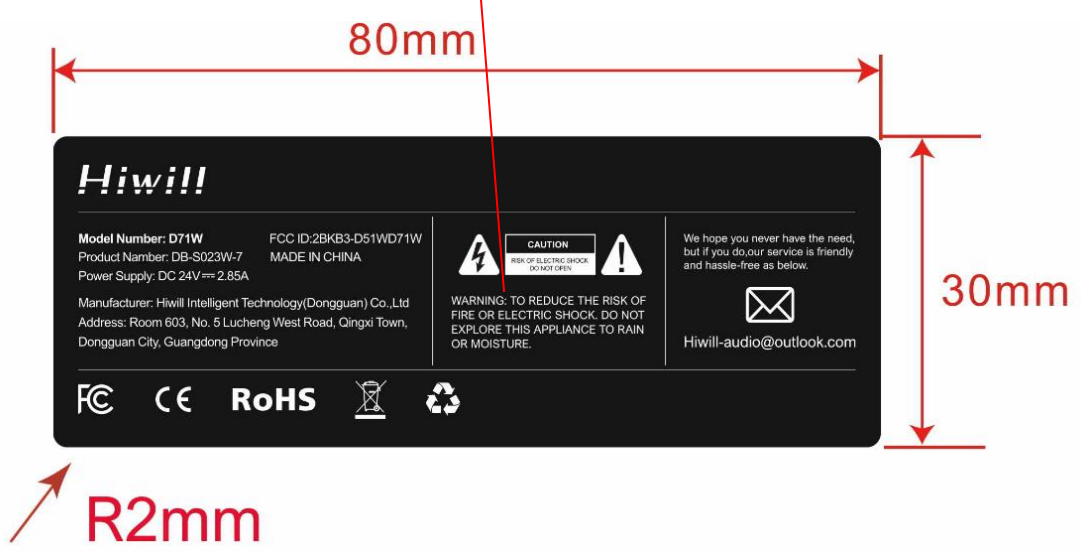 80mm
Hiwill
Model Number: D71W
FCC ID:2BKB3-D51WD71W
Product Namber: DB-S023W-7
MADE IN CHINA
Power Supply: DC 24V⎓2.85A
Manufacturer: Hiwill Intelligent Technology(Dongguan) Co.,Ltd
Address: Room 603, No. 5 Lucheng West Road, Qingxi Town,
Dongguan City, Guangdong Province
CAUTION
RISK OF ELECTRIC SHOCK
DO NOT OPEN
WARNING: TO REDUCE THE RISK OF
FIRE OR ELECTRIC SHOCK. DO NOT
EXPLORE THIS APPLIANCE TO RAIN
OR MOISTURE.
We hope you never have the need,
but if you do,our service is friendly
and hassle-free as below.
Hiwill-audio@outlook.com
FC CE RoHS
30mm
R2mm